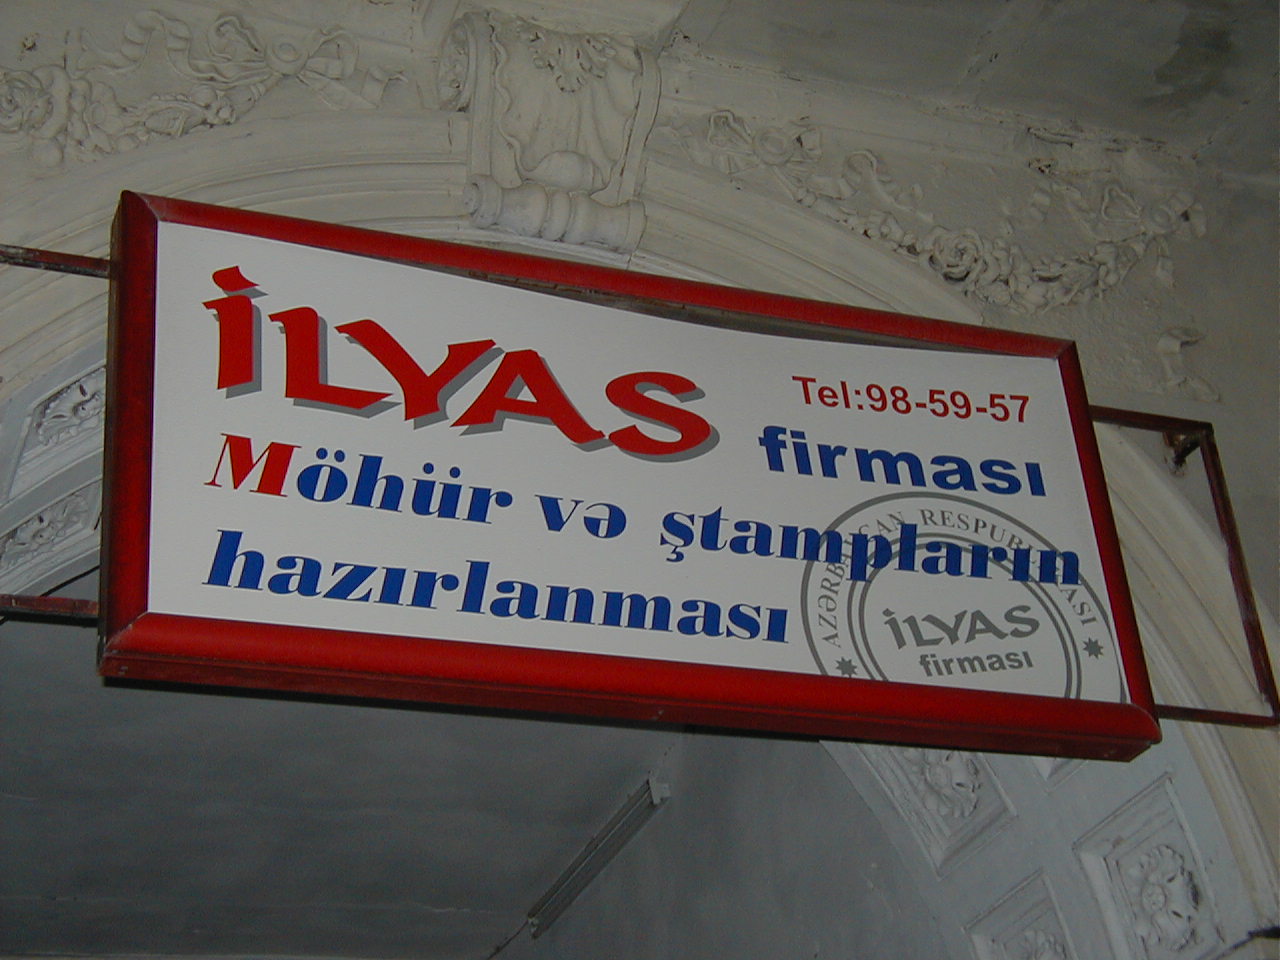 İLYAS
Tel:98-59-57
firması
Möhür və ştampların
hazırlanması
AZƏRBAYCAN RESPUBLİKASI
İLYAS
firması